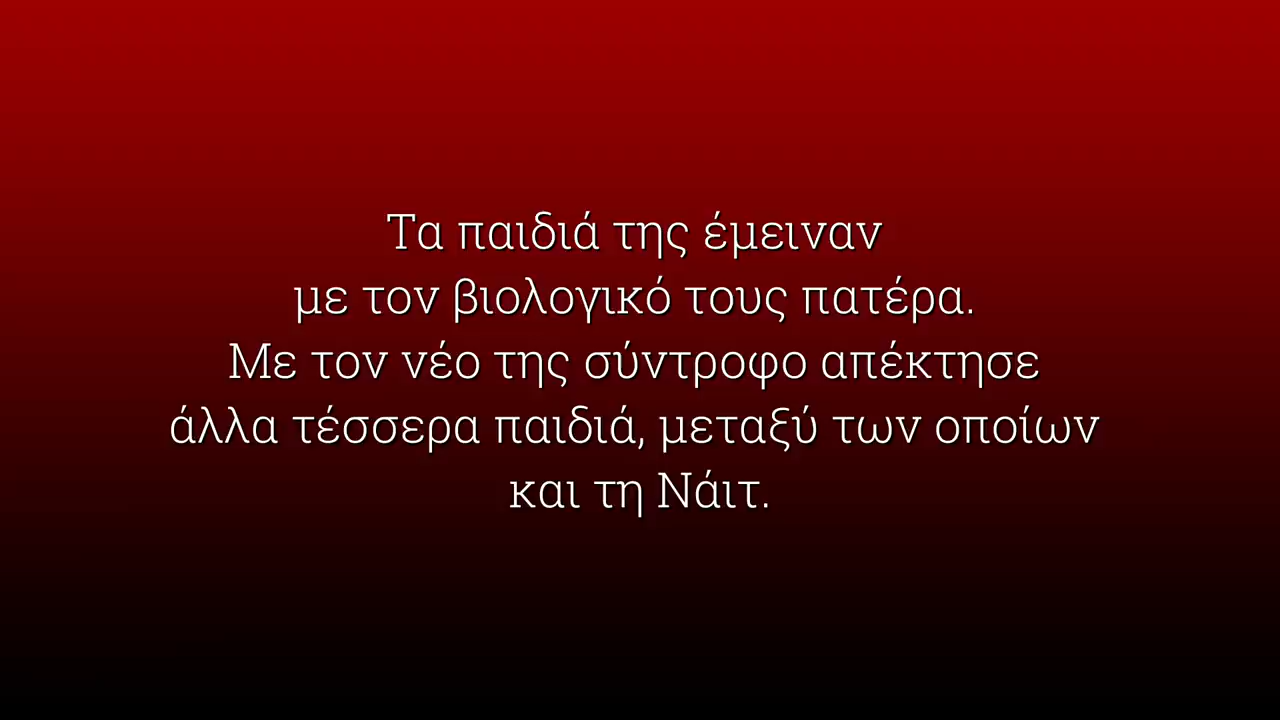 Τα παιδιά της έμειναν
με τον βιολογικό τους πατέρα.
Με τον νέο της σύντροφο απέκτησε
άλλα τέσσερα παιδιά, μεταξύ των οποίων
και τη Νάιτ.